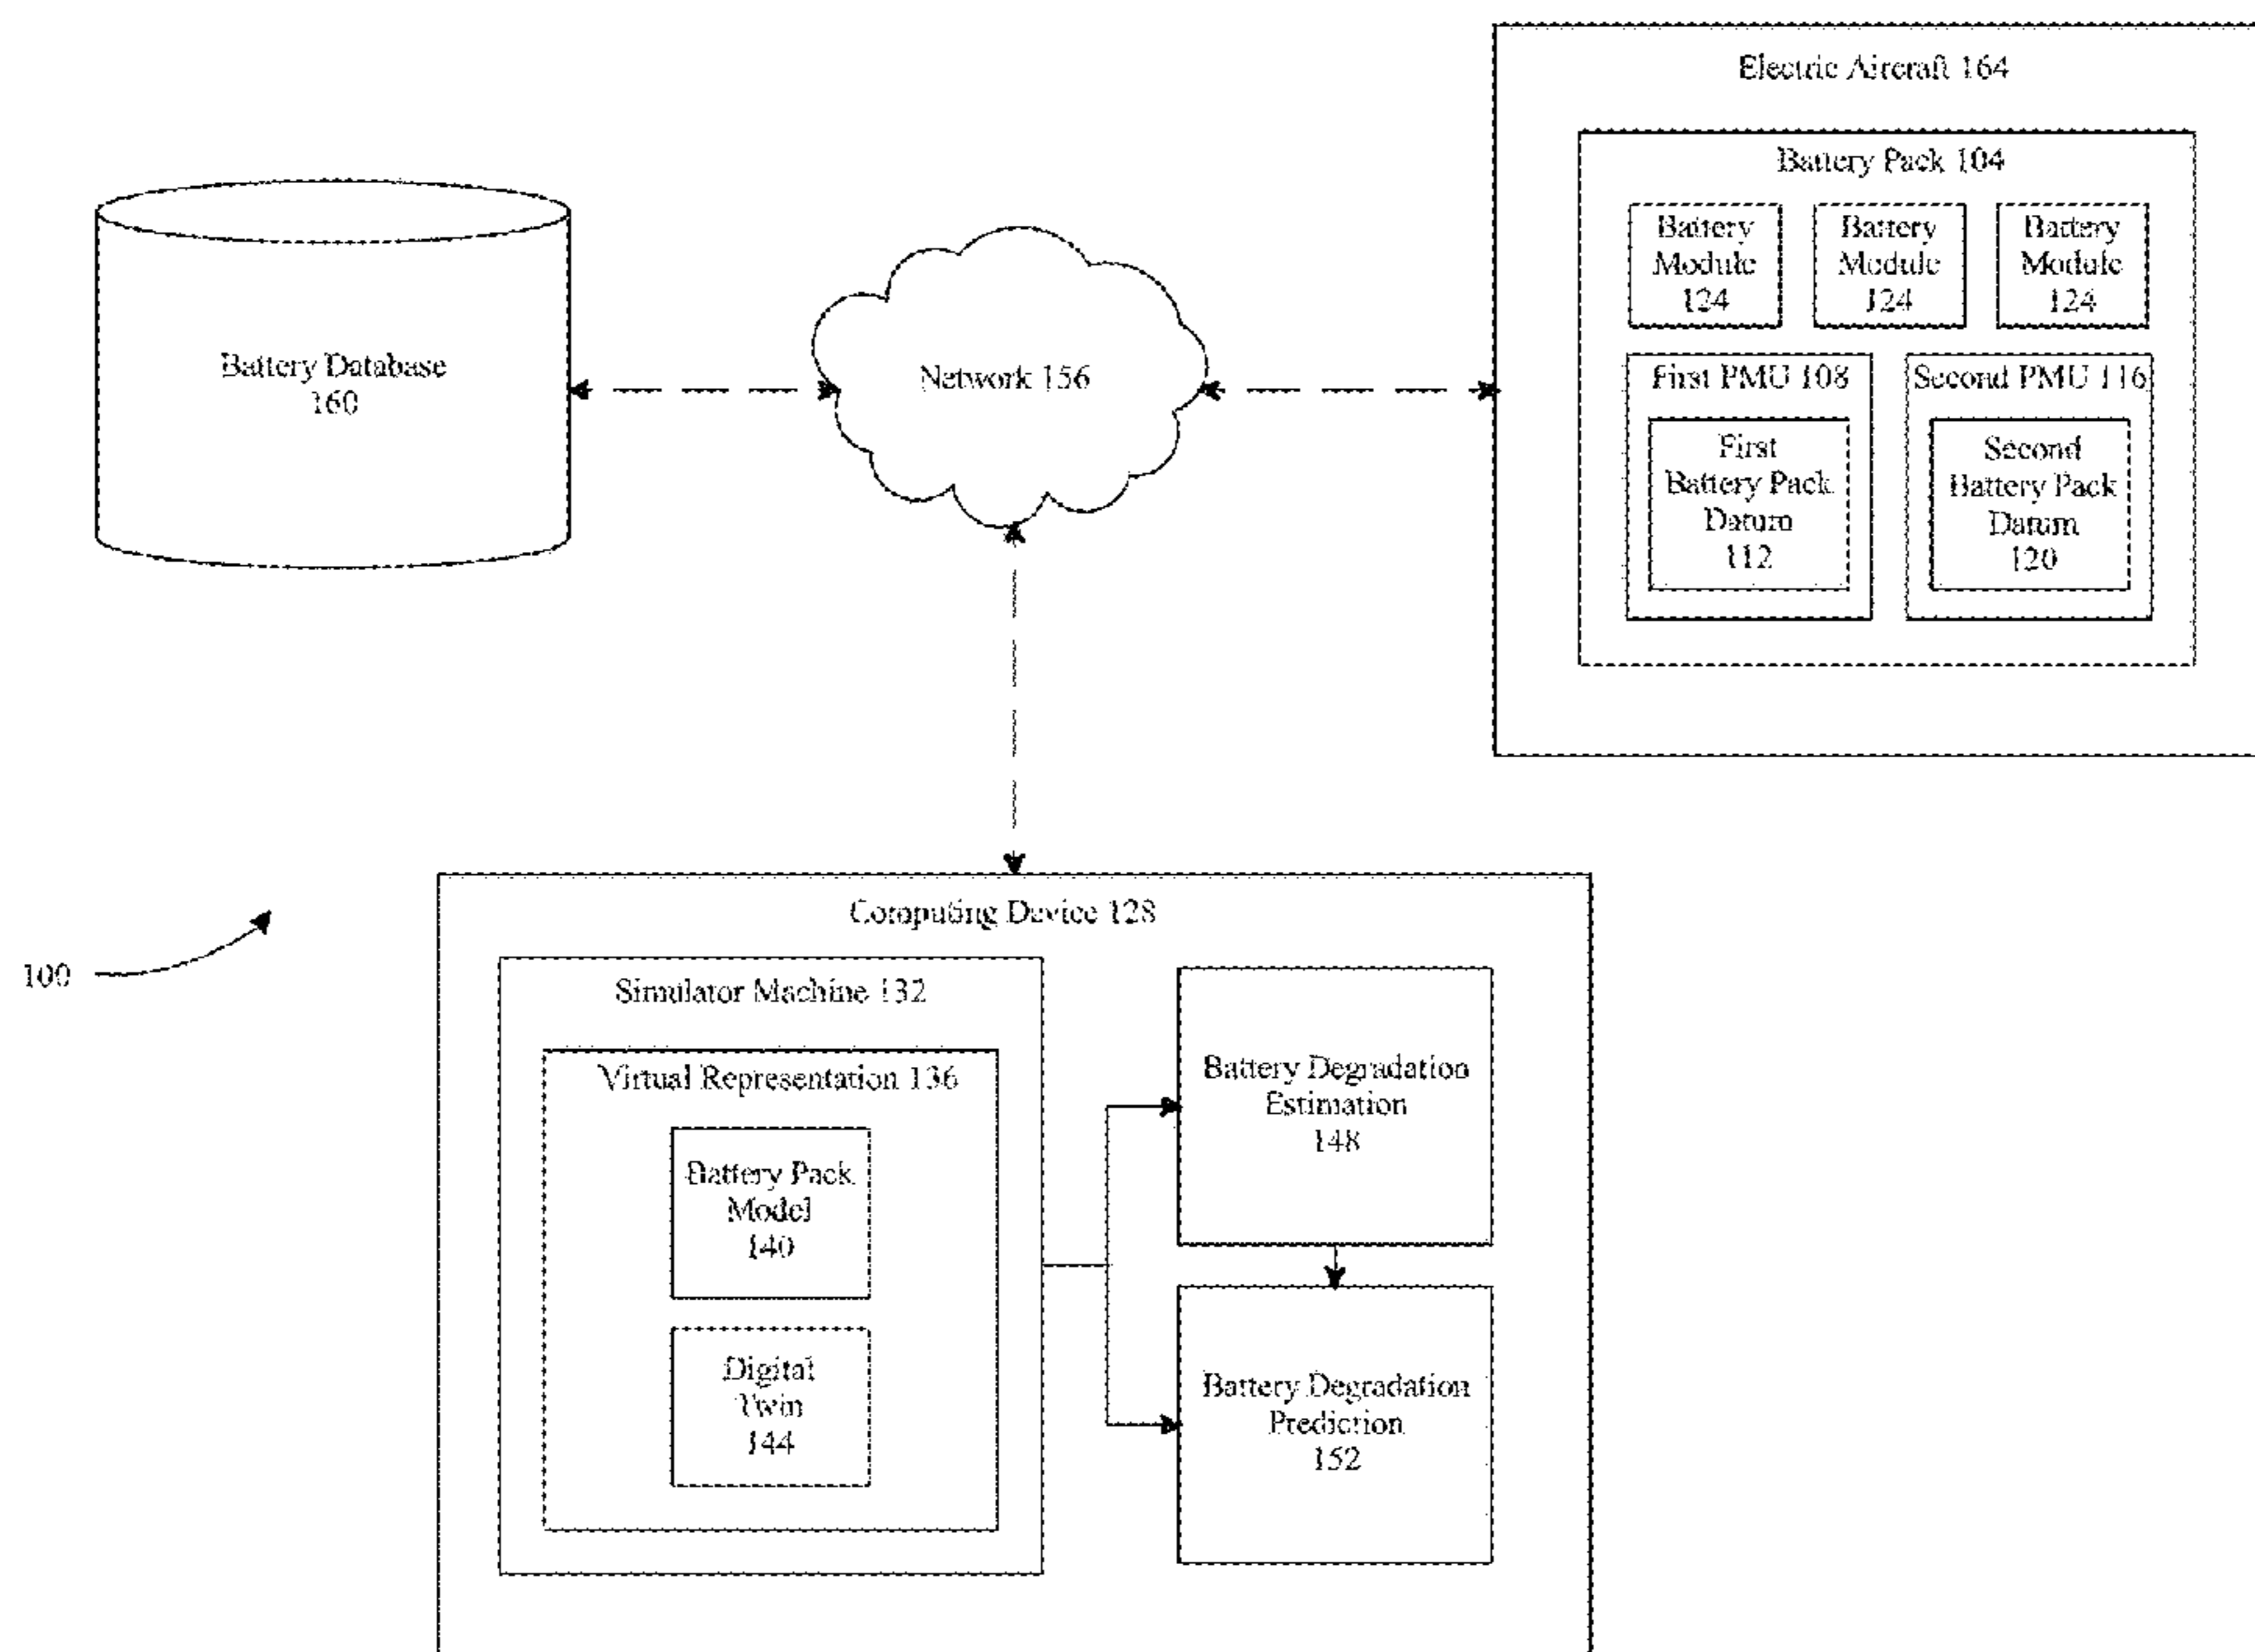 Electric Aircraft 164
Battery Pack 104
Battery
Module
124
Battery
Module
124
Battery
Module
124
First PMU 108
First
Battery Pack
Datum
112
Second PMU 116
Second
Battery Pack
Datum
120
Battery Database
160
Network 156
100
Computing Device 128
Simulator Machine 132
Virtual Representation 136
Battery Pack
Model
140
Digital
Twin
144
Battery Degradation
Estimation
148
Battery Degradation
Prediction
152